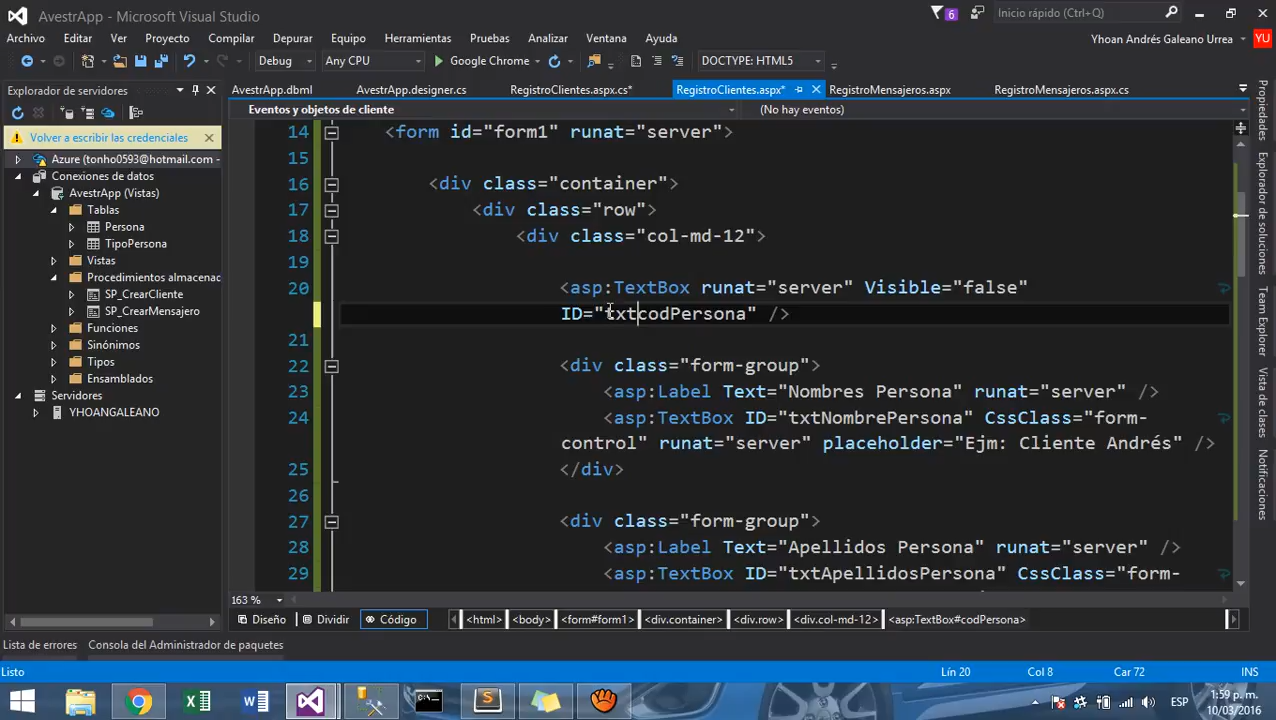 AvestrApp - Microsoft Visual Studio
6
Inicio rápido (Ctrl+Q)
Archivo Editar Ver Proyecto Compilar Depurar Equipo Herramientas Pruebas Analizar Ventana Ayuda
Yhoan Andrés Galeano Urrea YU
Debug Any CPU Google Chrome DOCTYPE: HTML5
Explorador de servidores
AvestrApp.dbml AvestrApp.designer.cs RegistroClientes.aspx.cs* RegistroClientes.aspx* RegistroMensajeros.aspx RegistroMensajeros.aspx.cs
Eventos y objetos de cliente (No hay eventos)
Volver a escribir las credenciales
Azure (tonho0593@hotmail.com -
Conexiones de datos
AvestrApp (Vistas)
Tablas
Persona
TipoPersona
Vistas
Procedimientos almacenad
SP_CrearCliente
SP_CrearMensajero
Funciones
Sinónimos
Tipos
Ensamblados
Servidores
YHOANGALEANO
14 <form id="form1" runat="server">
15
16 <div class="container">
17 <div class="row">
18 <div class="col-md-12">
19
20 <asp:TextBox runat="server" Visible="false"
ID="txtcodPersona" />
21
22 <div class="form-group">
23 <asp:Label Text="Nombres Persona" runat="server" />
24 <asp:TextBox ID="txtNombrePersona" CssClass="form-
control" runat="server" placeholder="Ejm: Cliente Andrés" />
25 </div>
26
27 <div class="form-group">
28 <asp:Label Text="Apellidos Persona" runat="server" />
29 <asp:TextBox ID="txtApellidosPersona" CssClass="form-
Propiedades
Explorador de soluciones
Team Explorer
Vista de clases
Notificaciones
163 %
Diseño Dividir Código <html> <body> <form#form1> <div.container> <div.row> <div.col-md-12> <asp:TextBox#codPersona>
Lista de errores Consola del Administrador de paquetes
Listo Lín 20 Col 8 Car 72 INS
ESP
1:59 p. m.
10/03/2016